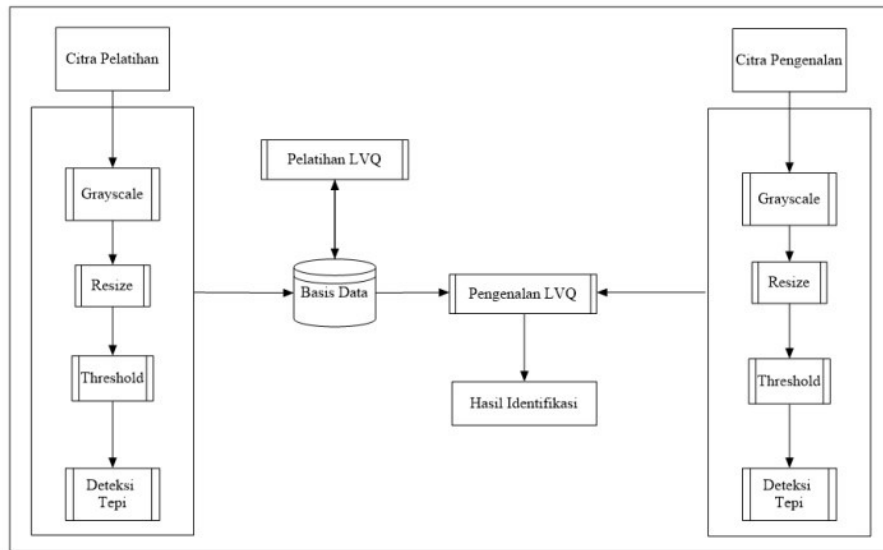 Citra Pelatihan
Grayscale
Resize
Threshold
Deteksi
Tepi
Pelatihan LVQ
Basis Data
Pengenalan LVQ
Hasil Identifikasi
Citra Pengenalan
Grayscale
Resize
Threshold
Deteksi
Tepi